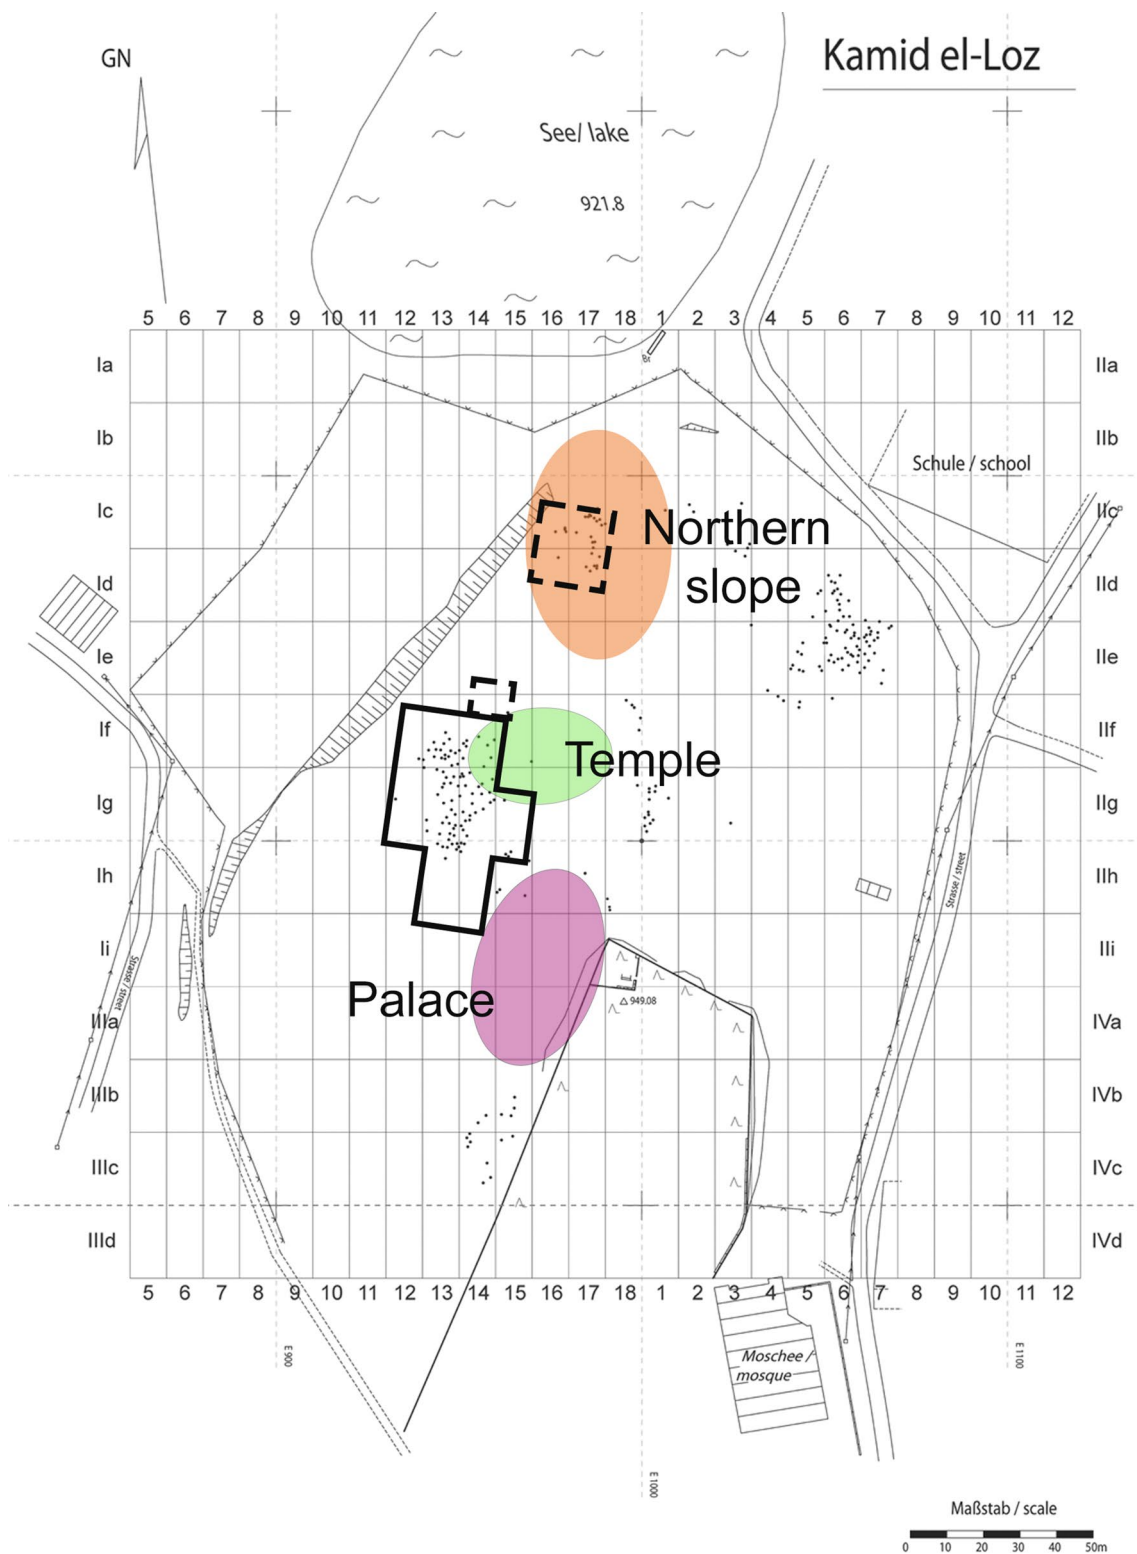 GN
Kamid el-Loz
See/ lake
921.8
5 6 7 8 9 10 11 12 13 14 15 16 17 18 1 2 3 4 5 6 7 8 9 10 11 12
Br
Ia
IIa
Ib
IIb
Schule / school
Ic
IIc
Northern
slope
Id
IId
Ie
IIe
If
IIf
Temple
Ig
IIg
Ih
IIh
Strasse / street
Ii
IIi
Strasse / street
Palace
949.08
IIIa
IVa
IIIb
IVb
IIIc
IVc
IIId
IVd
5 6 7 8 9 10 11 12 13 14 15 16 17 18 1 2 3 4 5 6 7 8 9 10 11 12
E 900
E 1100
Moschee /
mosque
E 1000
Maßstab / scale
0 10 20 30 40 50m